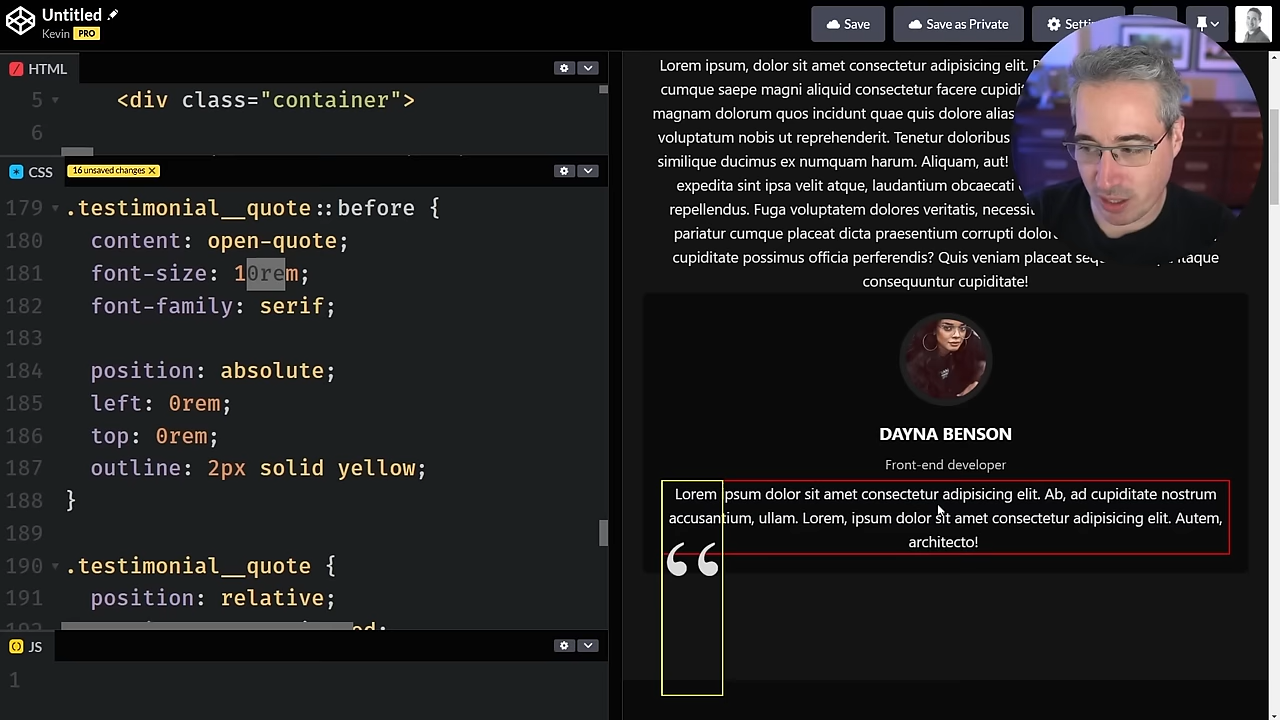 Untitled
Kevin PRO
Save
Save as Private
HTML
5
<div class="container">
6
CSS
16 unsaved changes X
179 .testimonial__quote::before {
180 content: open-quote;
181 font-size: 10rem;
182 font-family: serif;
183
184 position: absolute;
185 left: 0rem;
186 top: 0rem;
187 outline: 2px solid yellow;
188 }
189
190 .testimonial__quote {
191 position: relative;
JS
1
Lorem ipsum, dolor sit amet consectetur adipisicing elit.
cumque saepe magni aliquid consectetur facere
magnam dolorum quos incidunt quae quis dolore
voluptatum nobis ut reprehenderit. Tenetur doloribus
similique ducimus ex numquam harum. Aliquam, aut!
expedita sint ipsa velit atque, laudantium obcaecati
repellendus. Fuga voluptatem dolores veritatis,
pariatur cumque placeat dicta praesentium corrupti
cupiditate possimus officia perferendis? Quis veniam placeat itaque
consequuntur cupiditate!
DAYNA BENSON
Front-end developer
Lorem ipsum dolor sit amet consectetur adipisicing elit. Ab, ad cupiditate nostrum
accusantium, ullam. Lorem, ipsum dolor sit amet consectetur adipisicing elit. Autem,
architecto!
“